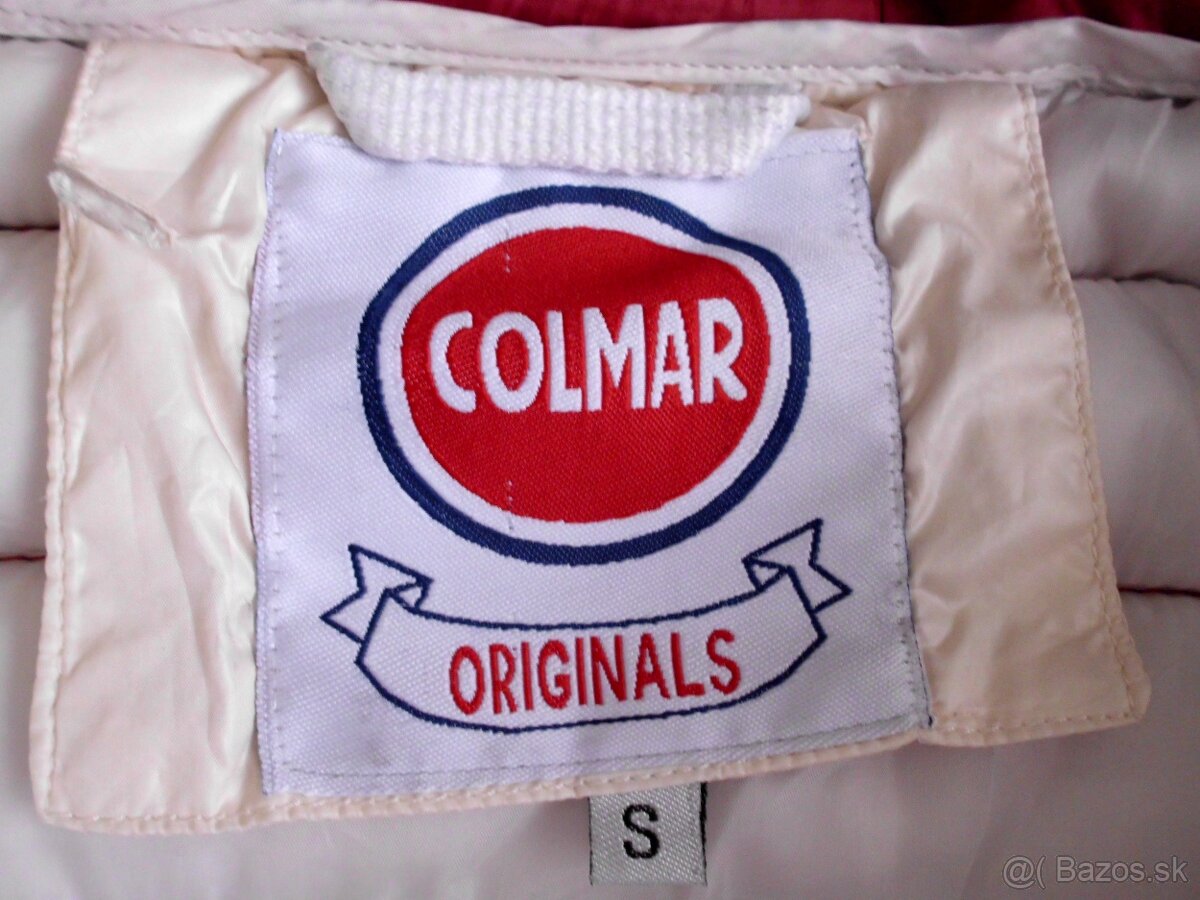 COLMAR
ORIGINALS
S
@( Bazos.sk